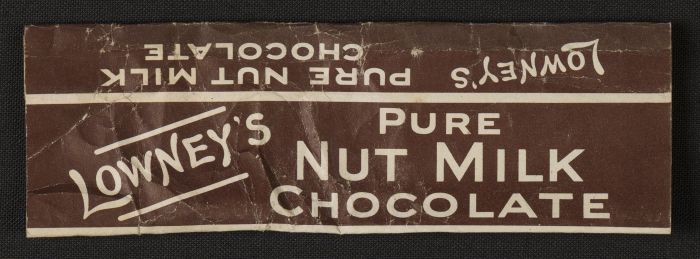 LOWNEY'S PURE NUT MILK
CHOCOLATE
LOWNEY'S
PURE
NUT MILK
CHOCOLATE